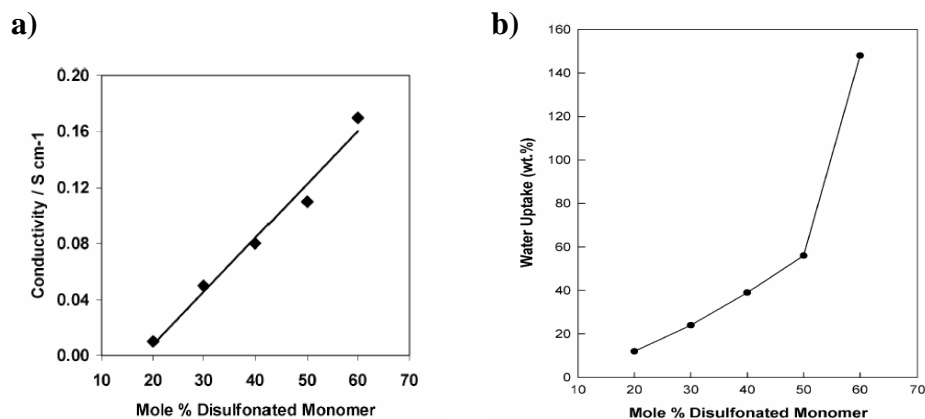 a)
0.20
0.16
0.12
0.08
0.04
0.00
10 20 30 40 50 60 70
Conductivity / S cm-1
Mole % Disulfonated Monomer
b)
160
140
120
100
80
60
40
20
0
10 20 30 40 50 60 70
Water Uptake (wt.%)
Mole % Disulfonated Monomer